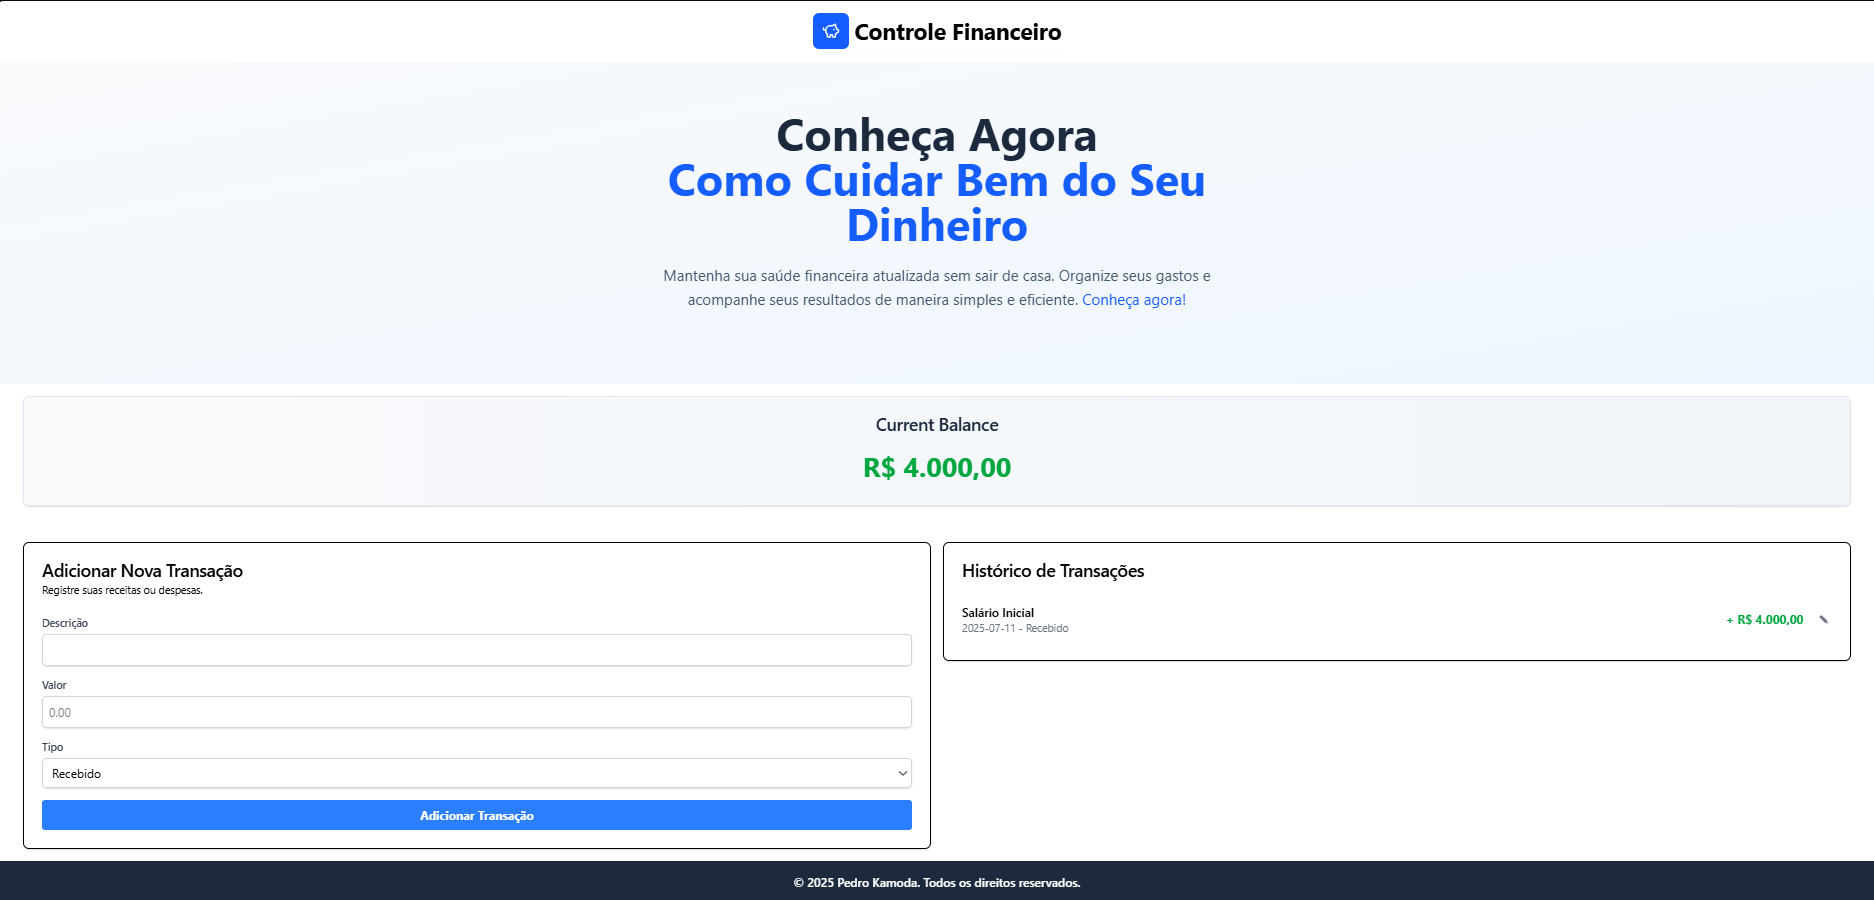 Controle Financeiro
Conheça Agora
Como Cuidar Bem do Seu
Dinheiro
Mantenha sua saúde financeira atualizada sem sair de casa. Organize seus gastos e
acompanhe seus resultados de maneira simples e eficiente. Conheça agora!
Current Balance
R$ 4.000,00
Adicionar Nova Transação
Registre suas receitas ou despesas.
Descrição
Valor
0.00
Tipo
Recebido
Adicionar Transação
Histórico de Transações
Salário Inicial
2025-07-11 - Recebido
+ R$ 4.000,00
© 2025 Pedro Kamoda. Todos os direitos reservados.